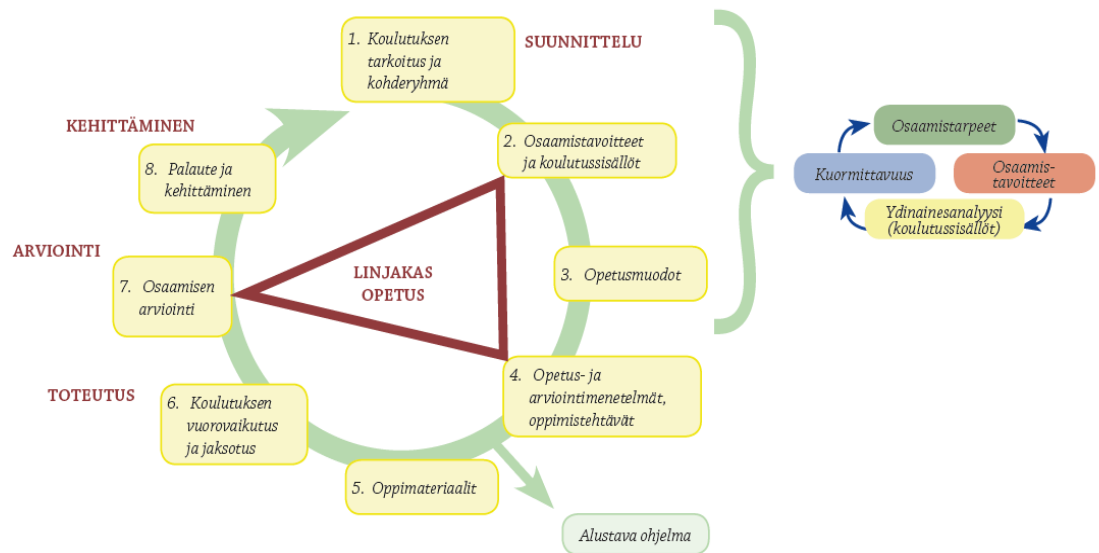 1. Koulutuksen
tarkoitus ja
kohderyhmä
SUUNNITTELU
2. Osaamistavoitteet
ja koulutussisällöt
3. Opetusmuodot
4. Opetus- ja
arviointimenetelmät,
oppimistehtävät
Alustava ohjelma
5. Oppimateriaalit
TOTEUTUS
6. Koulutuksen
vuorovaikutus
ja jaksotus
ARVIOINTI
7. Osaamisen
arviointi
KEHITTÄMINEN
8. Palaute ja
kehittäminen
LINJAKAS
OPETUS
Osaamistarpeet
Osaamis-
tavoitteet
Ydinainesanalyysi
(koulutussisällöt)
Kuormittavuus